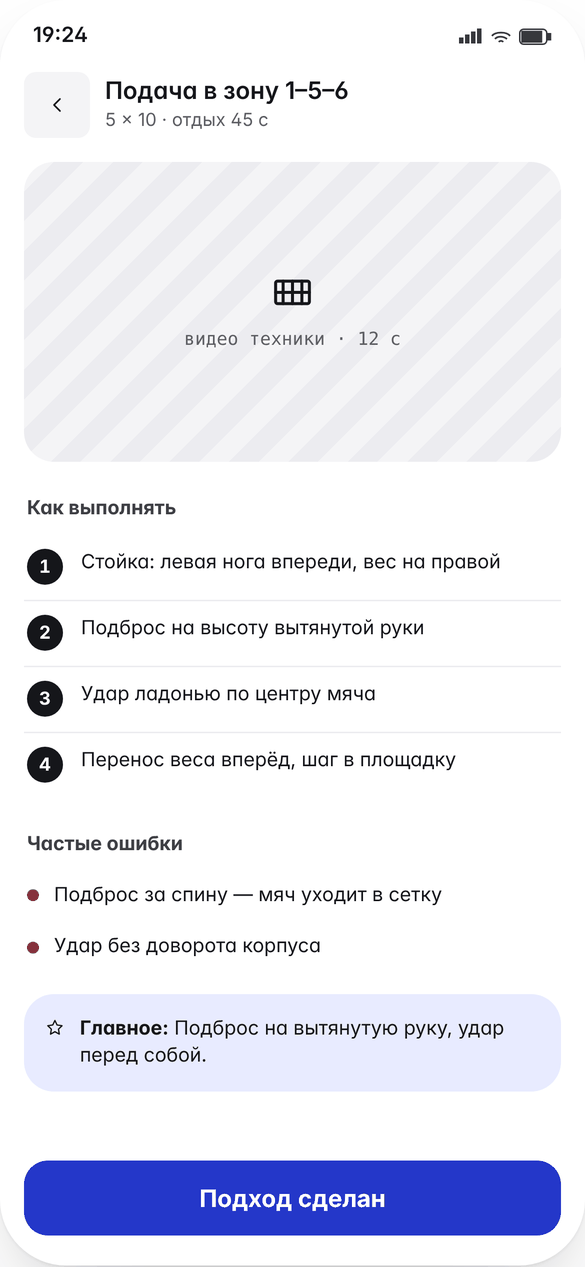 19:24
Подача в зону 1–5–6
5 × 10 · отдых 45 с
видео техники · 12 с
Как выполнять
1 Стойка: левая нога впереди, вес на правой
2 Подброс на высоту вытянутой руки
3 Удар ладонью по центру мяча
4 Перенос веса вперёд, шаг в площадку
Частые ошибки
Подброс за спину — мяч уходит в сетку
Удар без доворота корпуса
Главное: Подброс на вытянутую руку, удар
перед собой.
Подход сделан